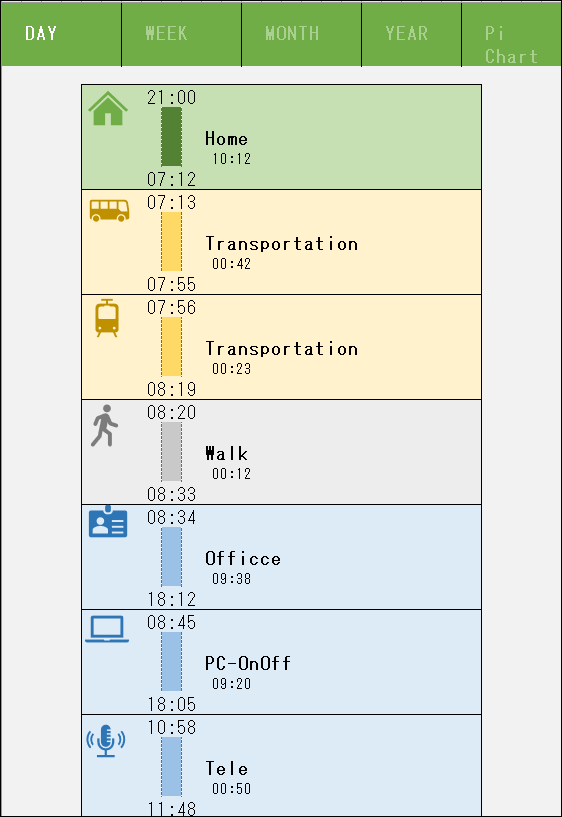 DAY
WEEK
MONTH
YEAR
Pi
Chart
21:00
Home
10:12
07:12
07:13
Transportation
00:42
07:55
07:56
Transportation
00:23
08:19
08:20
Walk
00:12
08:33
08:34
Officce
09:38
18:12
08:45
PC-OnOff
09:20
18:05
10:58
Tele
00:50
11:48